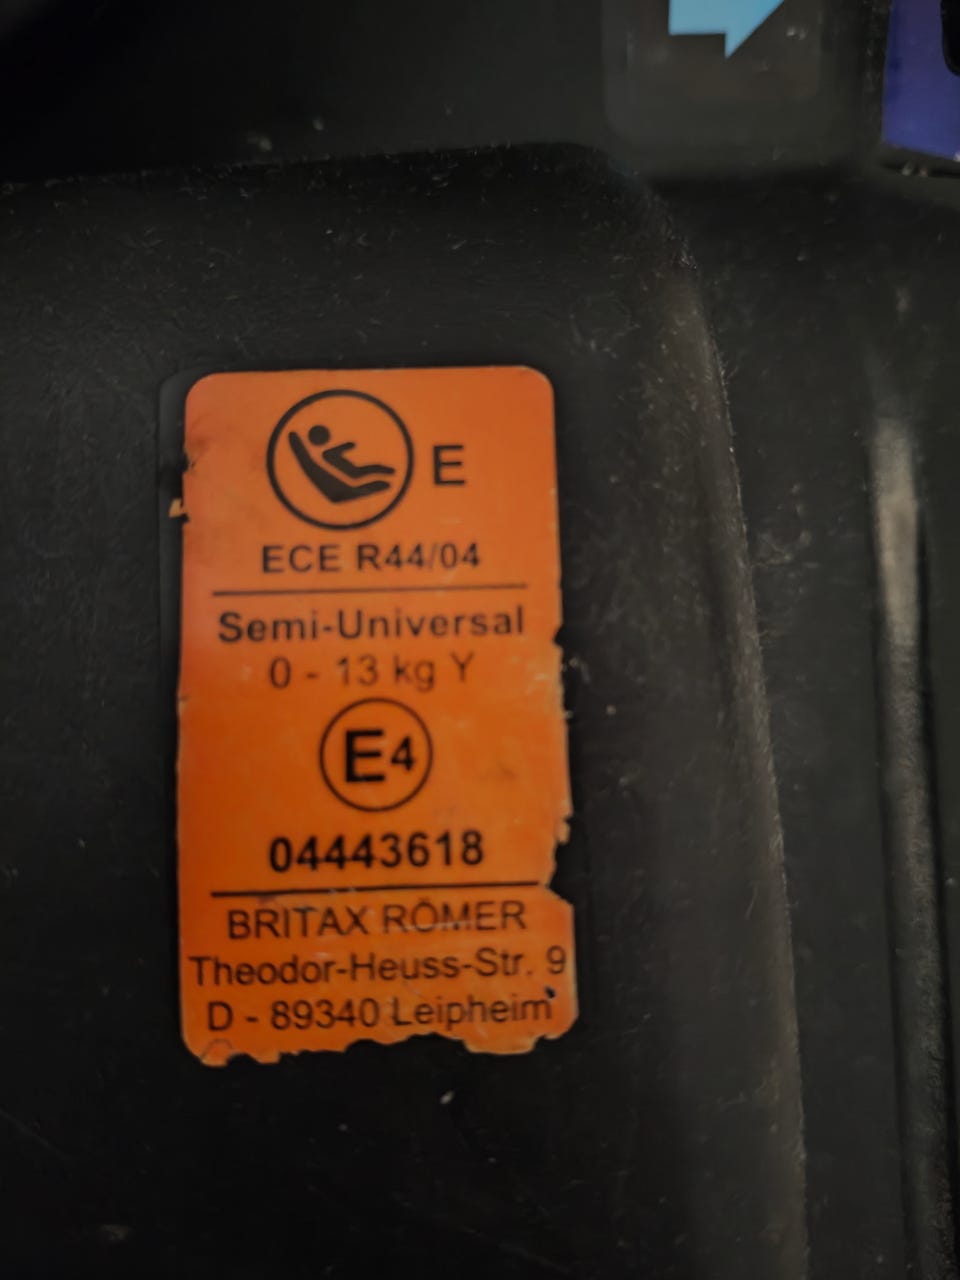 E
ECE R44/04
Semi-Universal
0 - 13 kg Y
E4
04443618
BRITAX RÖMER
Theodor-Heuss-Str. 9
D - 89340 Leipheim